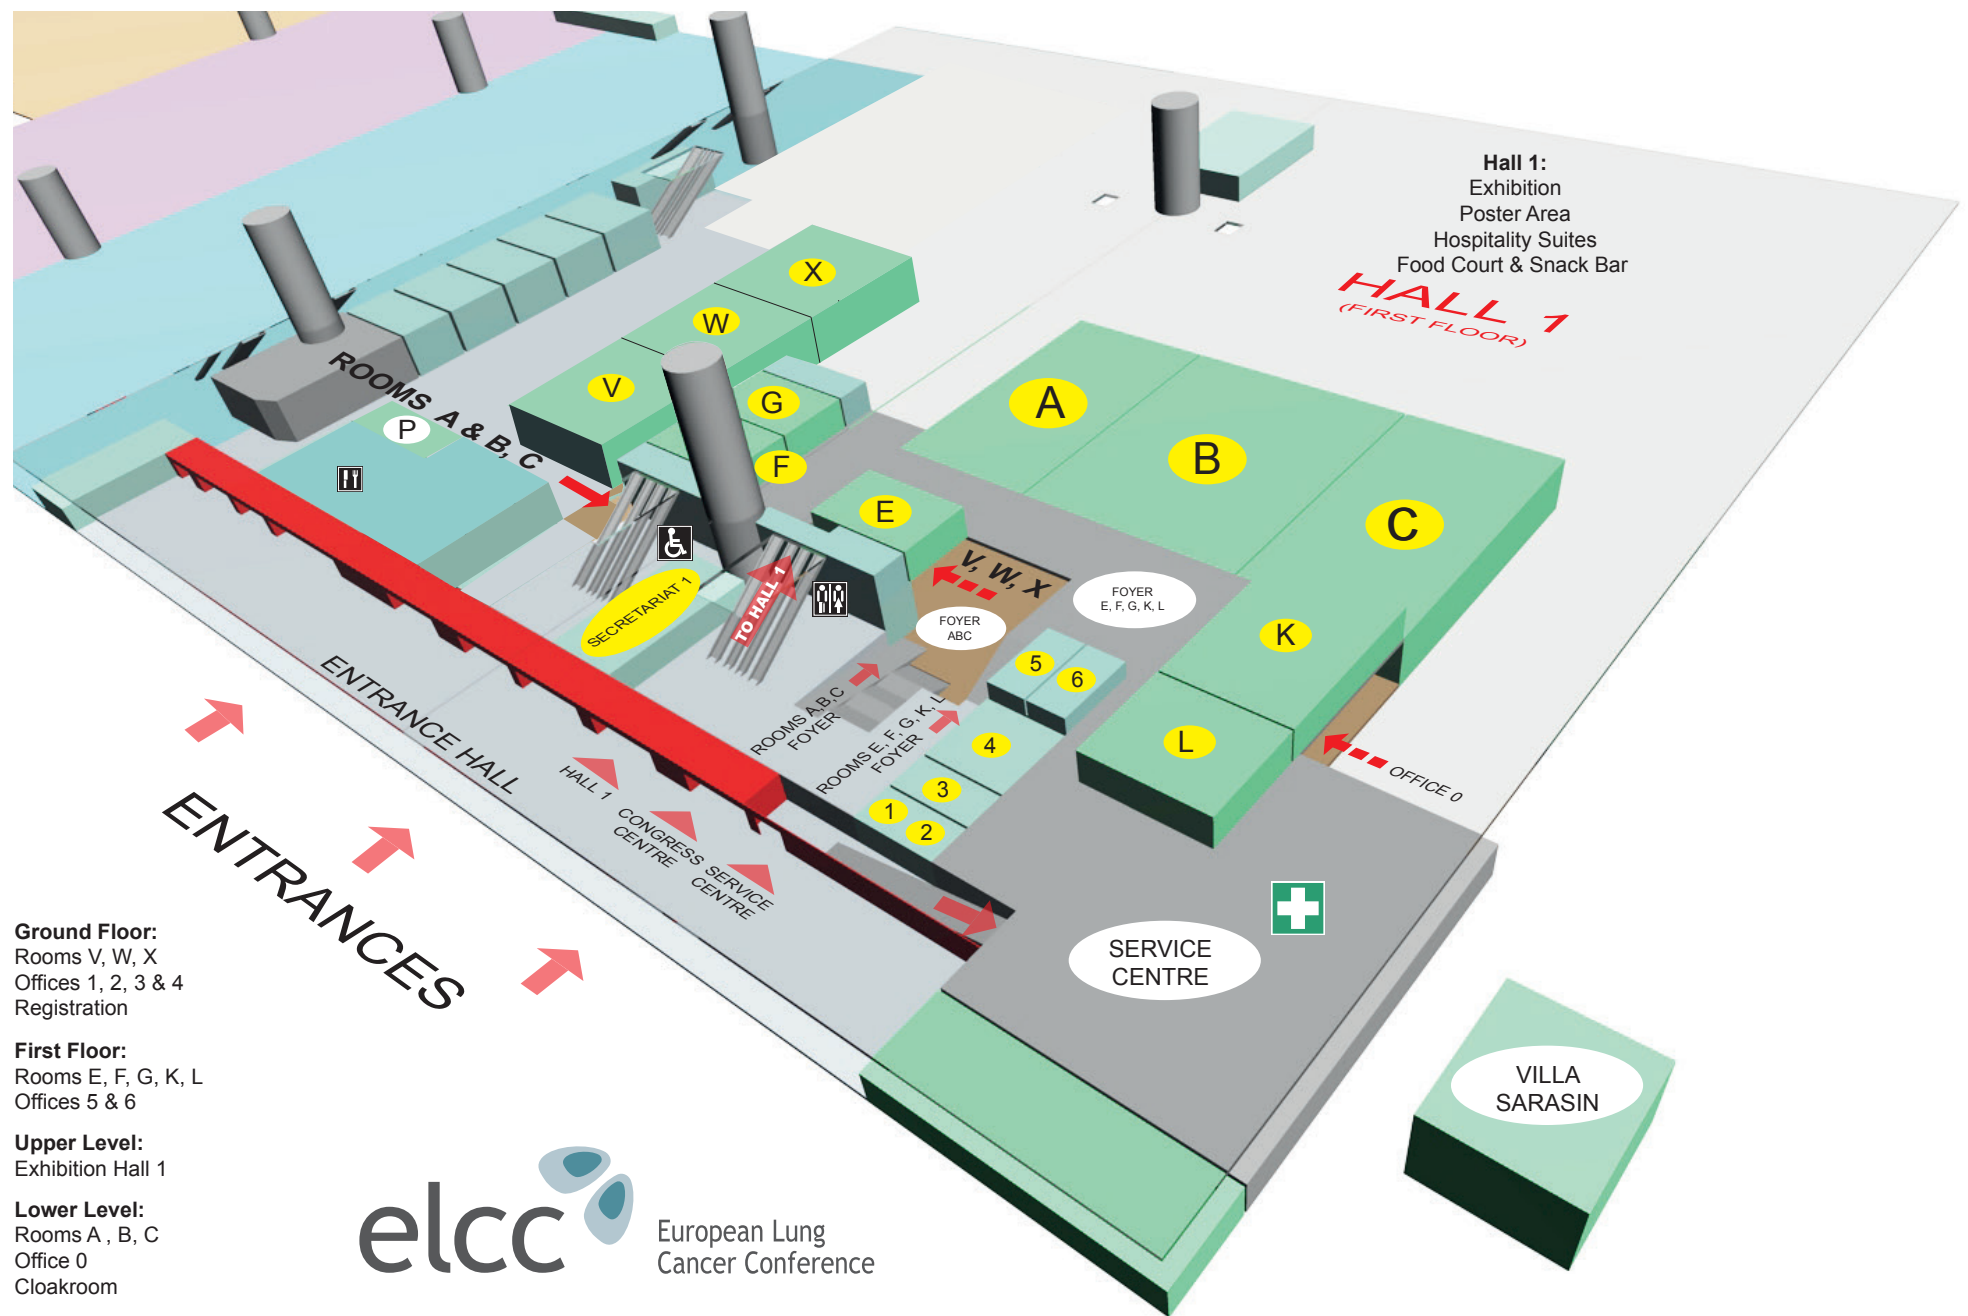 Hall 1:
Exhibition
Poster Area
Hospitality Suites
Food Court & Snack Bar
HALL 1
(FIRST FLOOR)
X
W
V
G
F
E
A
B
C
K
L
P
ROOMS A & B, C
V, W, X
FOYER
E, F, G, K, L
FOYER
ABC
SECRETARIAT 1
TO HALL 1
5
6
4
3
1
2
ROOMS A,B,C
FOYER
ROOMS E, F, G, K, L
FOYER
OFFICE 0
ENTRANCE HALL
HALL 1
CONGRESS
CENTRE
SERVICE
CENTRE
ENTRANCES
SERVICE
CENTRE
VILLA
SARASIN
Ground Floor:
Rooms V, W, X
Offices 1, 2, 3 & 4
Registration
First Floor:
Rooms E, F, G, K, L
Offices 5 & 6
Upper Level:
Exhibition Hall 1
Lower Level:
Rooms A , B, C
Office 0
Cloakroom
elcc
European Lung
Cancer Conference